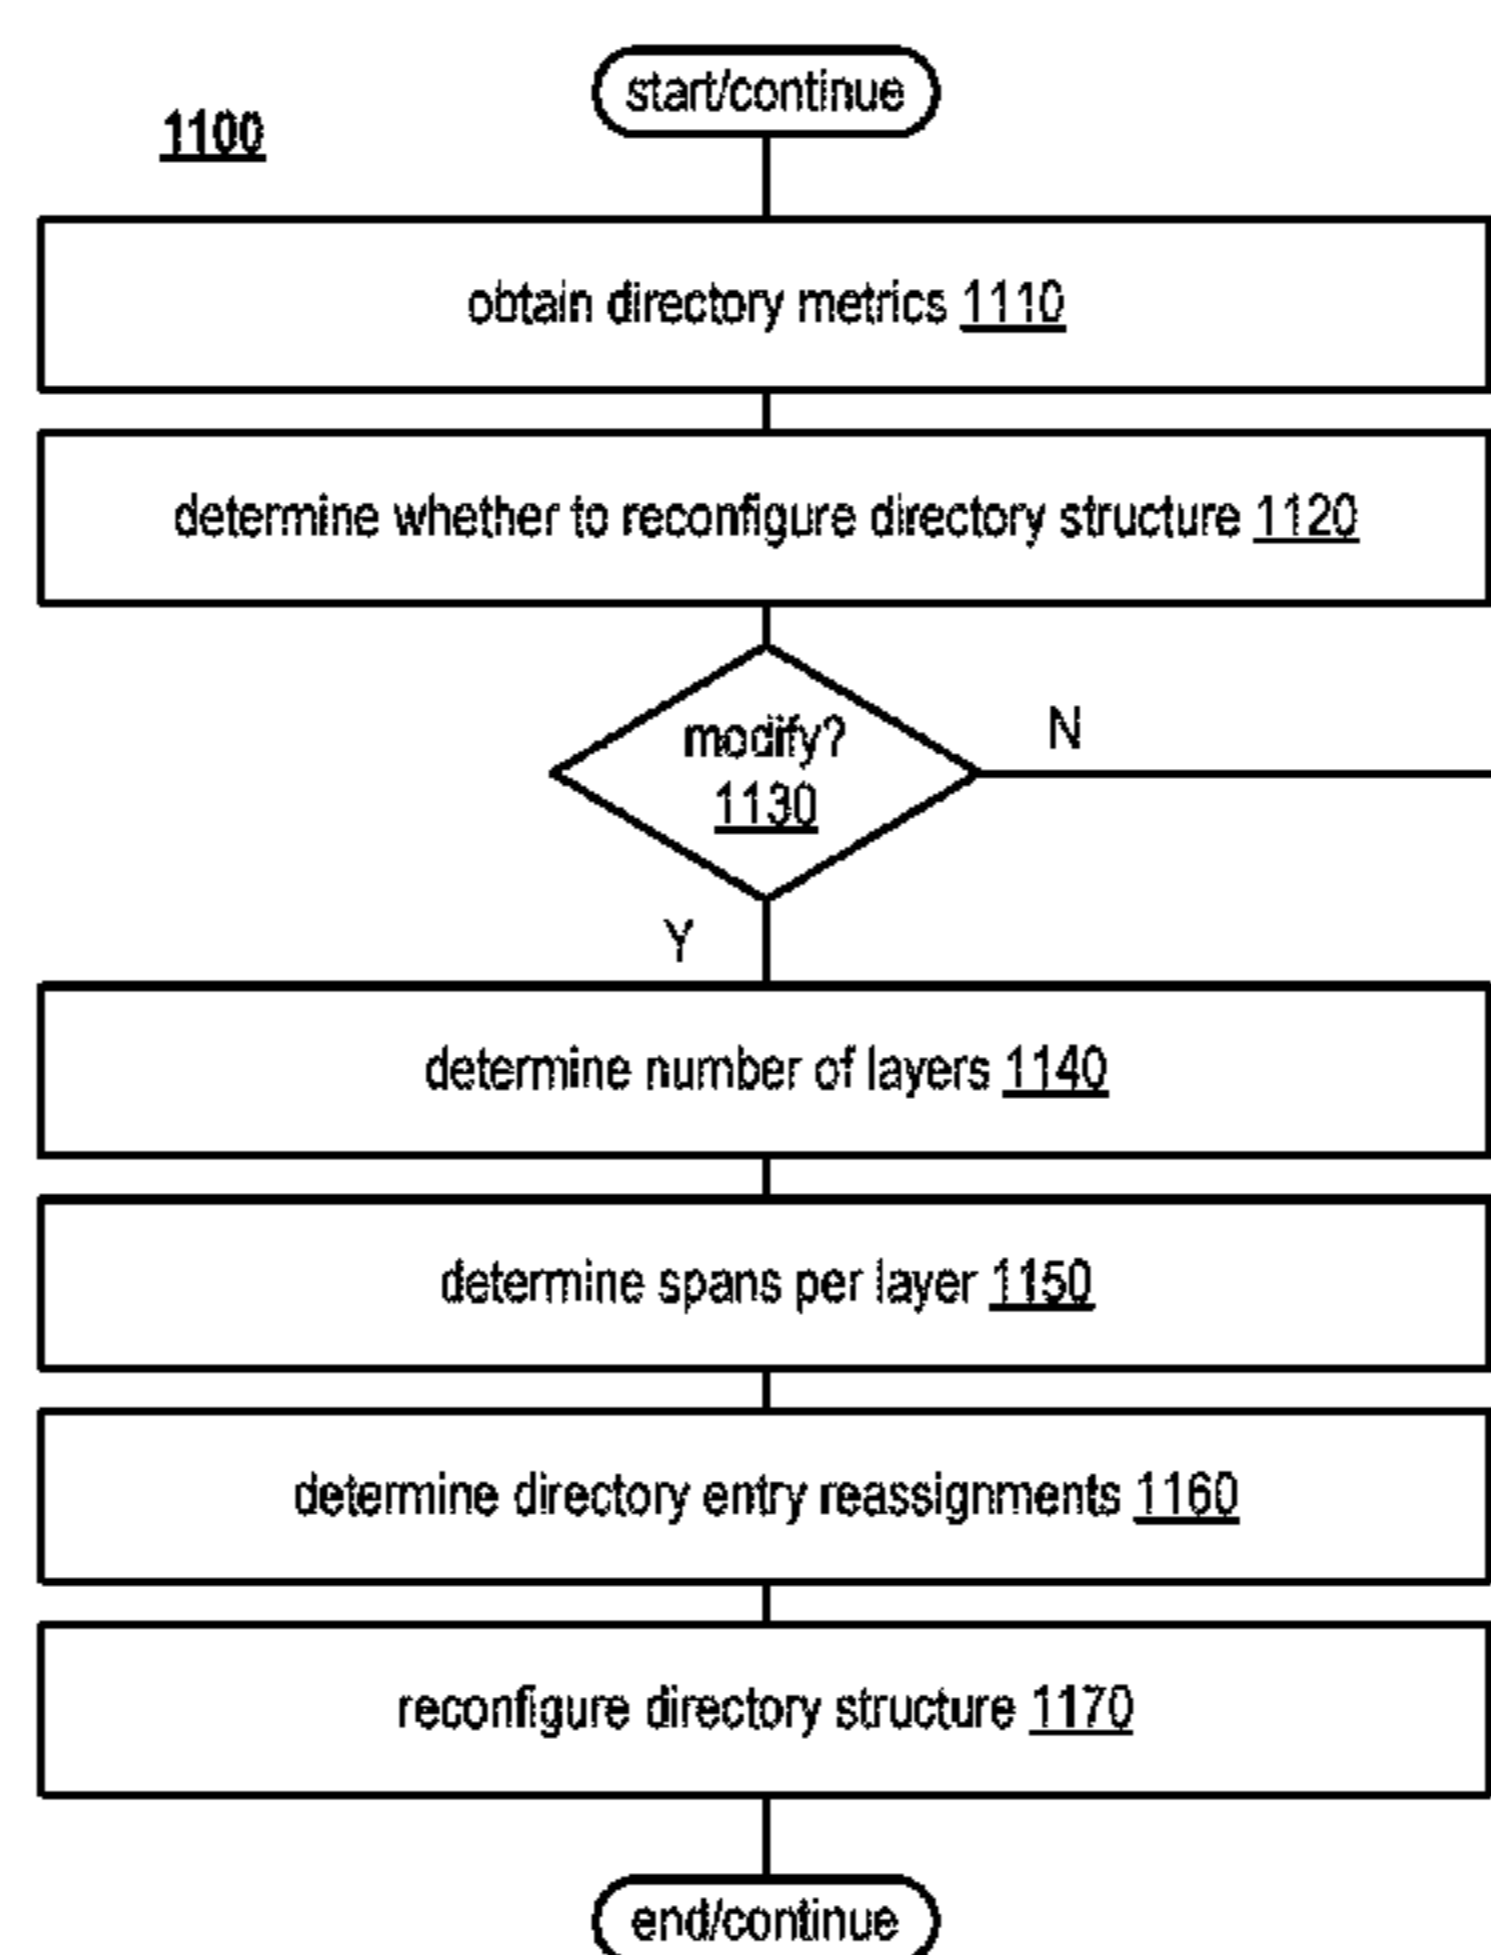 start/continue
1100
obtain directory metrics 1110
determine whether to reconfigure directory structure 1120
modify?
1130
N
Y
determine number of layers 1140
determine spans per layer 1150
determine directory entry reassignments 1160
reconfigure directory structure 1170
end/continue